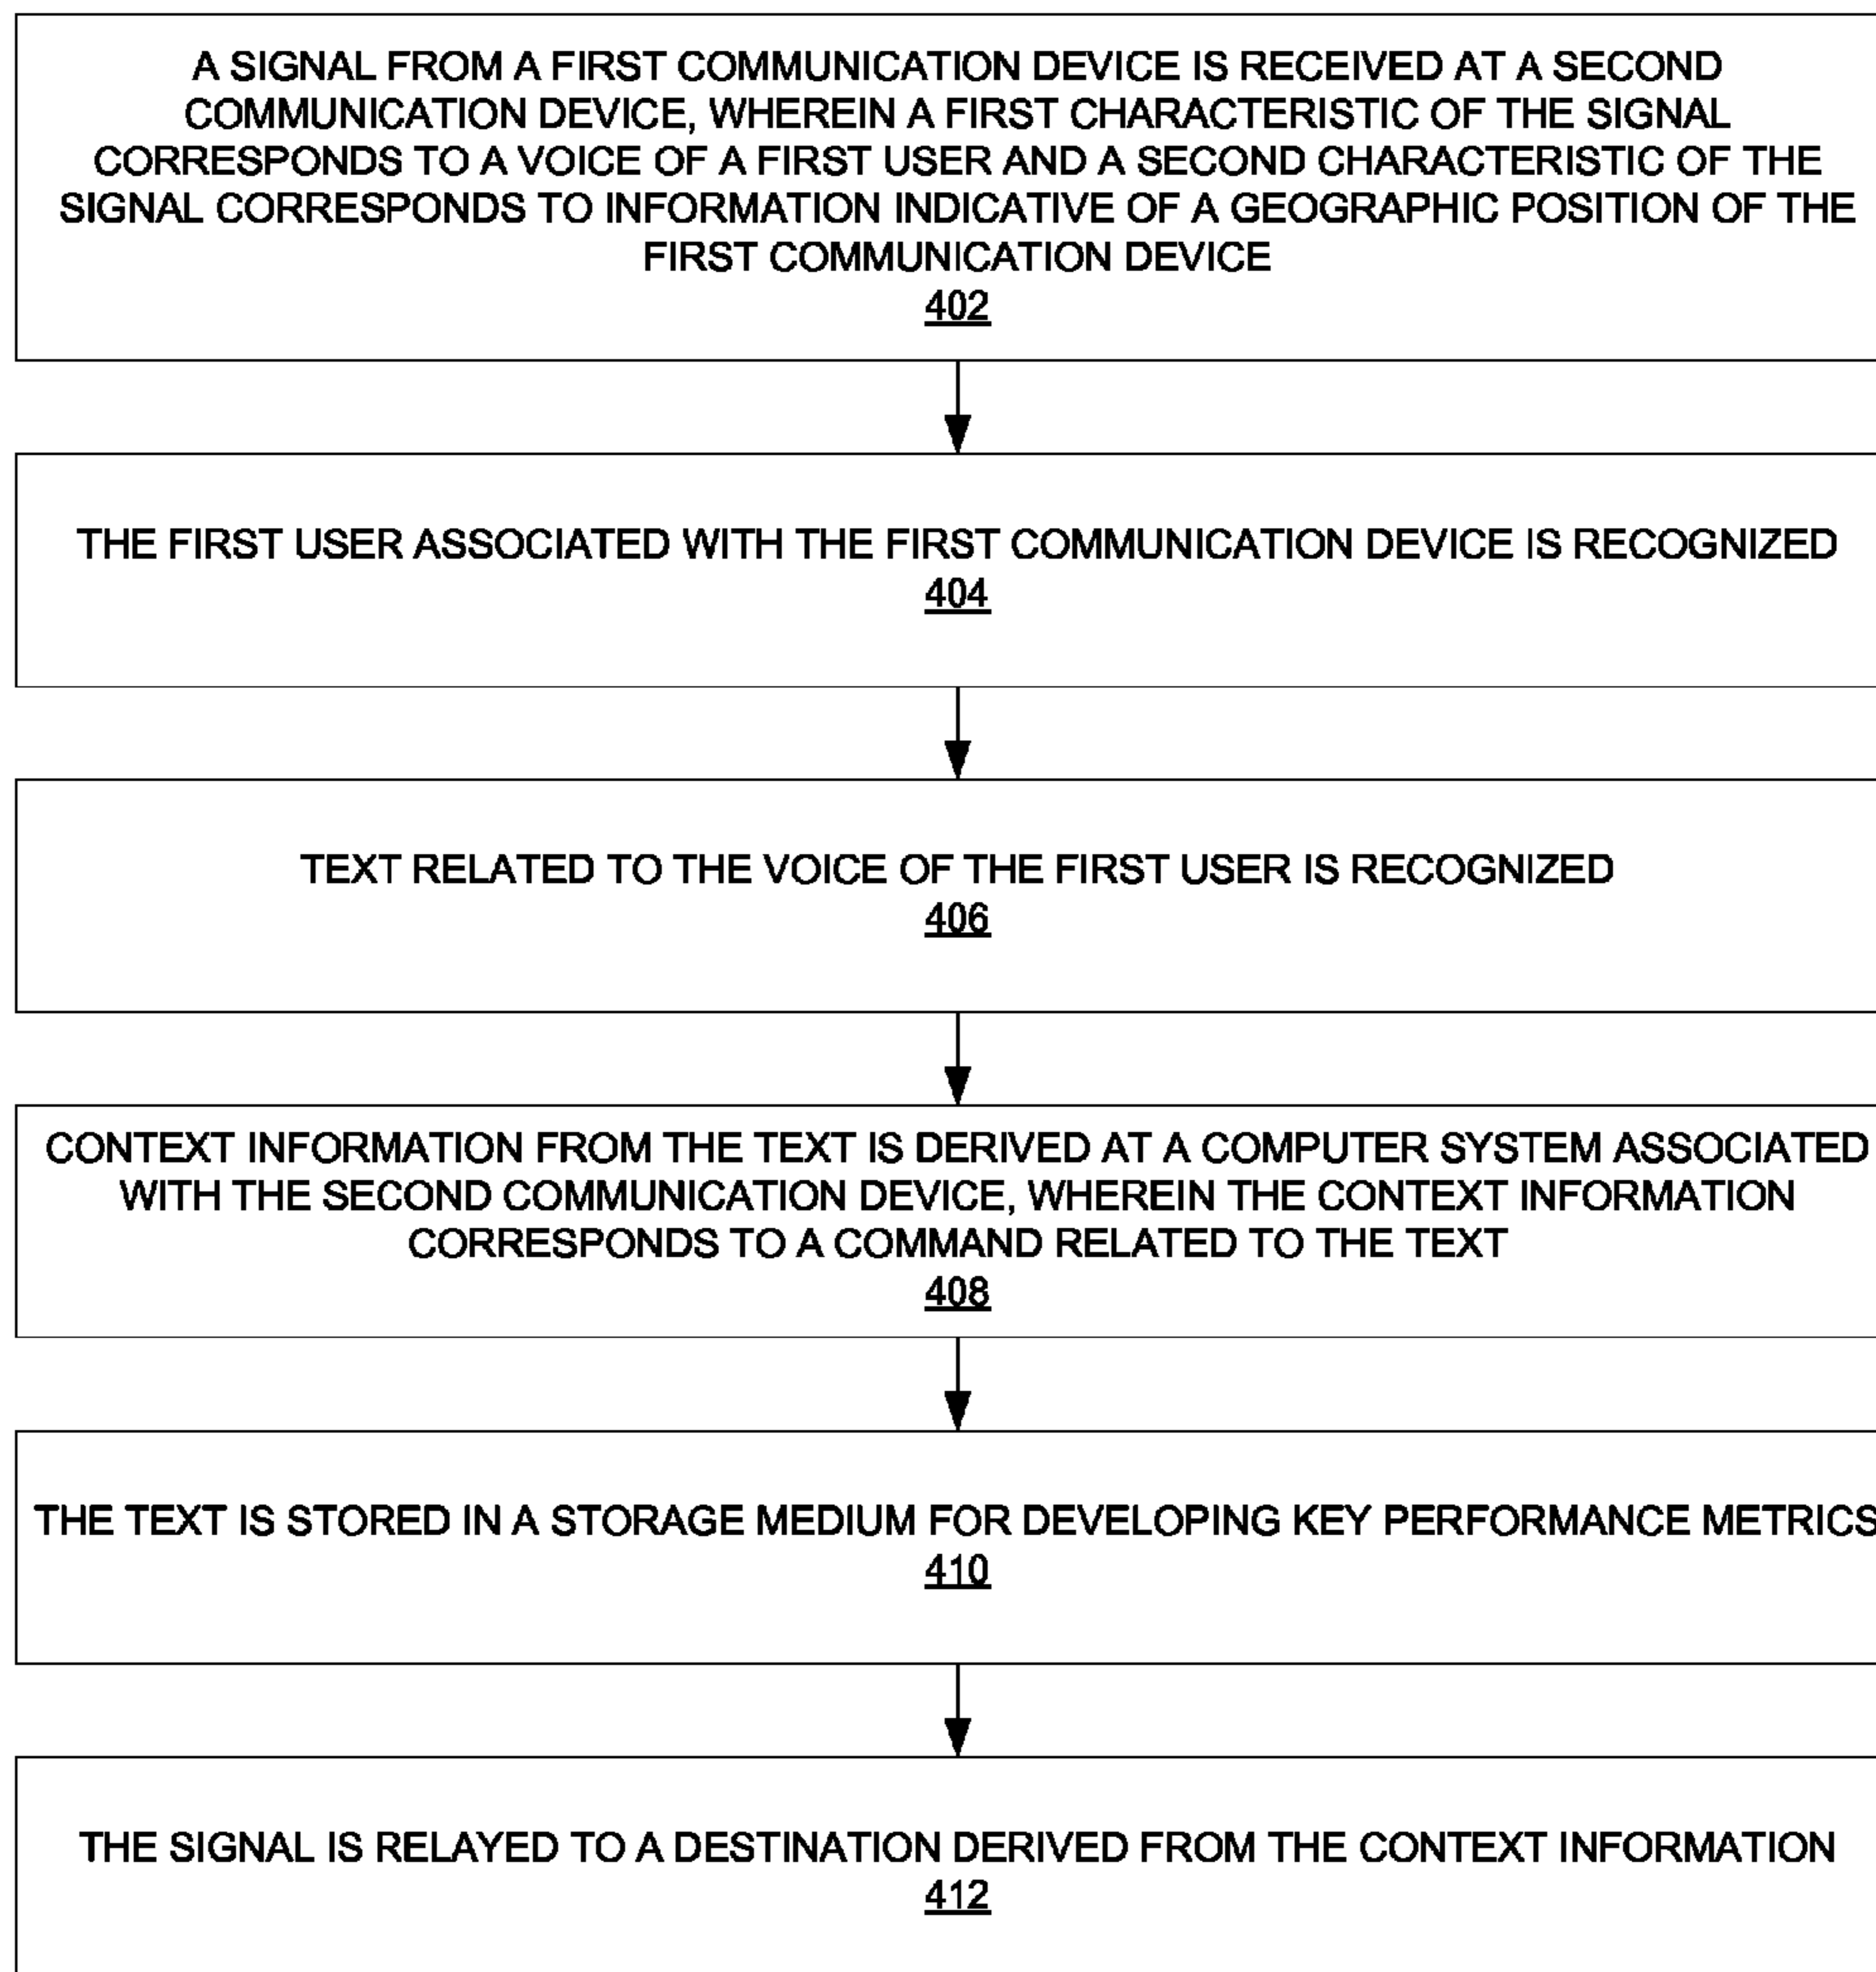 A SIGNAL FROM A FIRST COMMUNICATION DEVICE IS RECEIVED AT A SECOND
COMMUNICATION DEVICE, WHEREIN A FIRST CHARACTERISTIC OF THE SIGNAL
CORRESPONDS TO A VOICE OF A FIRST USER AND A SECOND CHARACTERISTIC OF THE
SIGNAL CORRESPONDS TO INFORMATION INDICATIVE OF A GEOGRAPHIC POSITION OF THE
FIRST COMMUNICATION DEVICE
402
THE FIRST USER ASSOCIATED WITH THE FIRST COMMUNICATION DEVICE IS RECOGNIZED
404
TEXT RELATED TO THE VOICE OF THE FIRST USER IS RECOGNIZED
406
CONTEXT INFORMATION FROM THE TEXT IS DERIVED AT A COMPUTER SYSTEM ASSOCIATED
WITH THE SECOND COMMUNICATION DEVICE, WHEREIN THE CONTEXT INFORMATION
CORRESPONDS TO A COMMAND RELATED TO THE TEXT
408
THE TEXT IS STORED IN A STORAGE MEDIUM FOR DEVELOPING KEY PERFORMANCE METRICS
410
THE SIGNAL IS RELAYED TO A DESTINATION DERIVED FROM THE CONTEXT INFORMATION
412